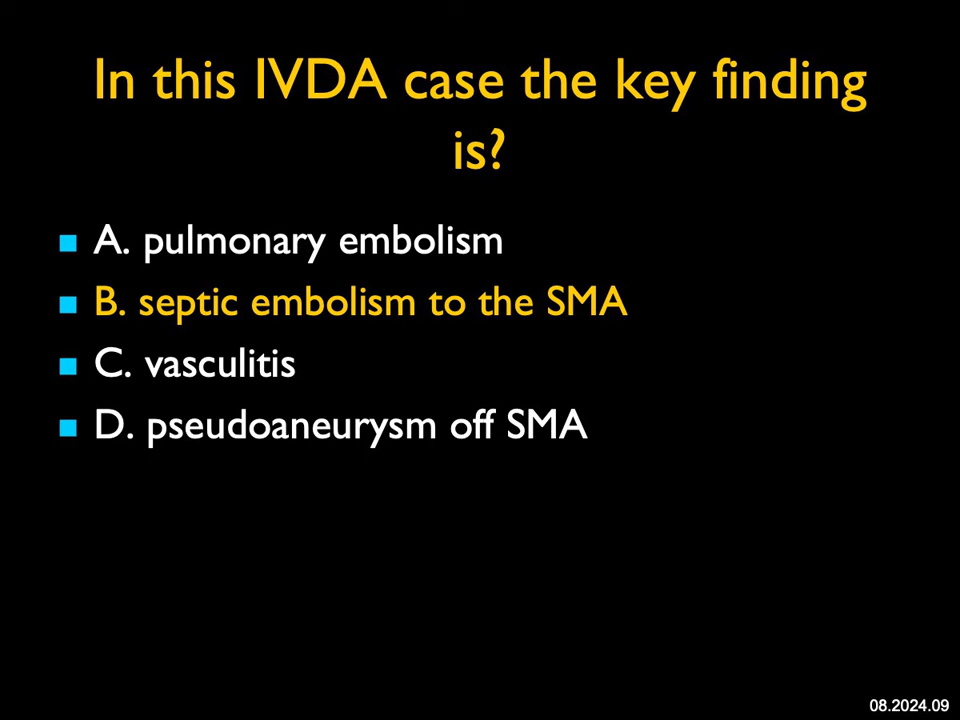 In this IVDA case the key finding
is?
A. pulmonary embolism
B. septic embolism to the SMA
C. vasculitis
D. pseudoaneurysm off SMA
08.2024.09